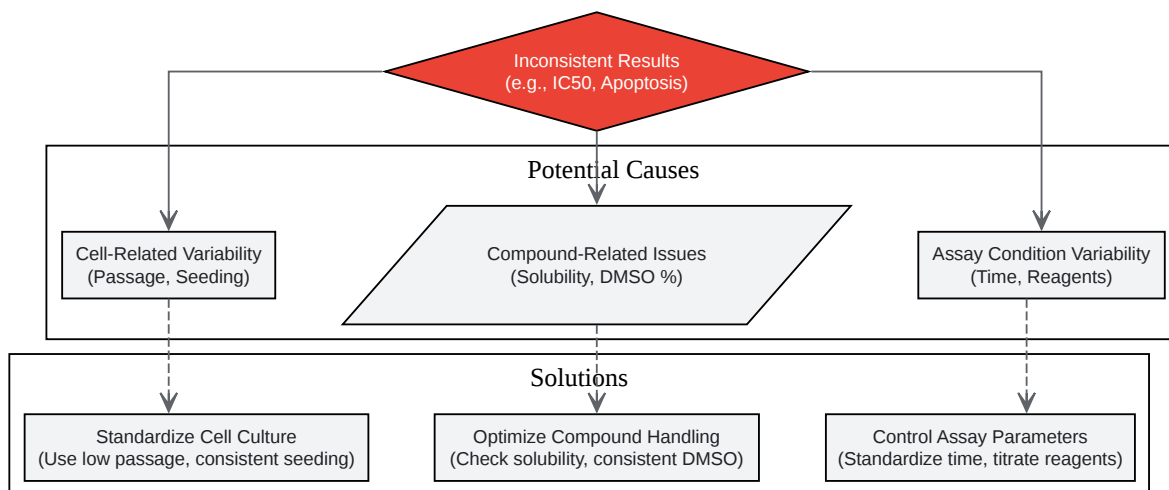 Inconsistent Results
(e.g., IC50, Apoptosis)
Potential Causes
Cell-Related Variability
(Passage, Seeding)
Compound-Related Issues
(Solubility, DMSO %)
Assay Condition Variability
(Time, Reagents)
Solutions
Standardize Cell Culture
(Use low passage, consistent seeding)
Optimize Compound Handling
(Check solubility, consistent DMSO)
Control Assay Parameters
(Standardize time, titrate reagents)